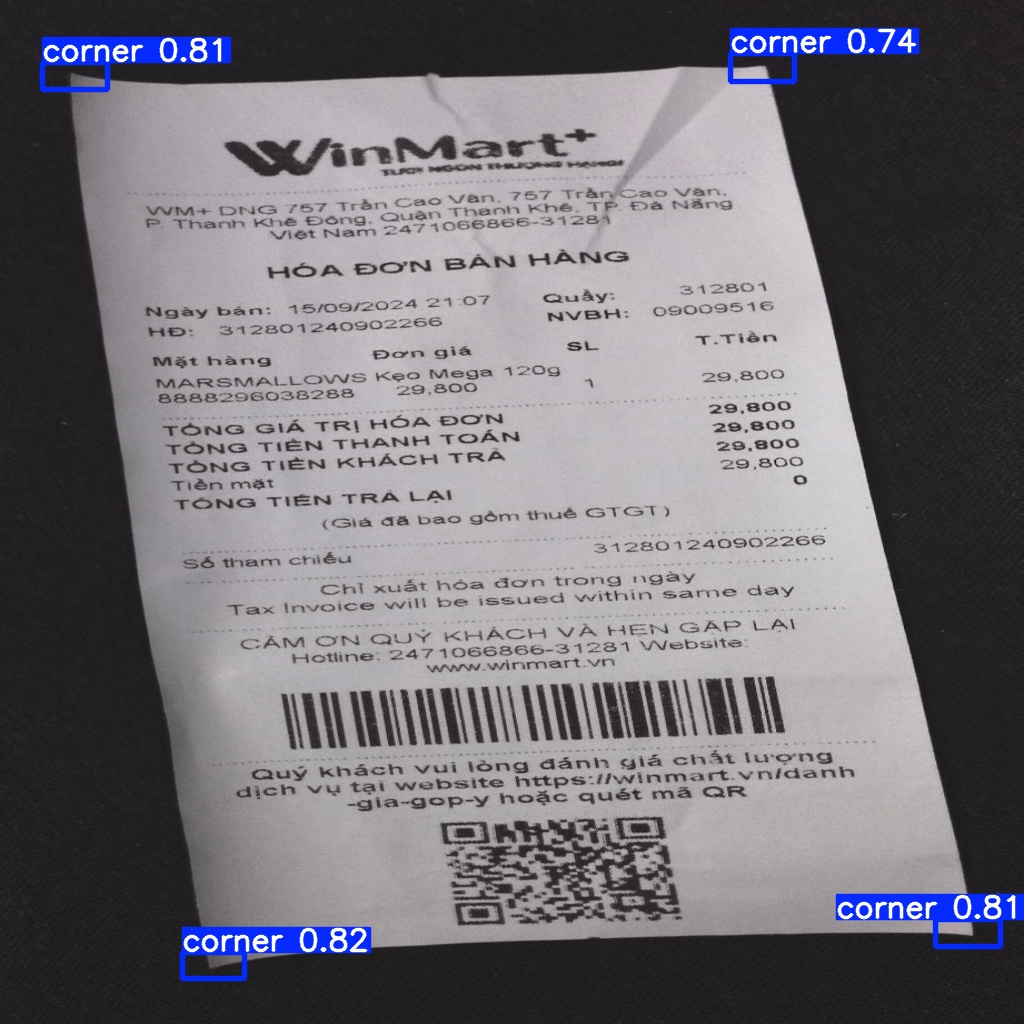 corner 0.81
corner 0.74
WinMart+
TƯƠI NGON THƯỢNG HẠNG!
WM+ DNG 757 Trần Cao Vân, 757 Trần Cao Vân,
P. Thanh Khê Đông, Quận Thanh Khê, TP. Đà Nẵng
Việt Nam 2471066866-31281
HÓA ĐƠN BÁN HÀNG
Ngày bán: 15/09/2024 21:07 Quầy: 312801
HĐ: 312801240902266 NVBH: 09009516
Mặt hàng Đơn giá SL T.Tiền
MARSMALLOWS Kẹo Mega 120g
8888296038288 29,800 1 29,800
TỔNG GIÁ TRỊ HÓA ĐƠN 29,800
TỔNG TIỀN THANH TOÁN 29,800
TỔNG TIỀN KHÁCH TRẢ 29,800
Tiền mặt 29,800
TỔNG TIỀN TRẢ LẠI 0
(Giá đã bao gồm thuế GTGT)
Số tham chiếu 312801240902266
Chỉ xuất hóa đơn trong ngày
Tax Invoice will be issued within same day
CẢM ƠN QUÝ KHÁCH VÀ HẸN GẶP LẠI
Hotline: 2471066866-31281 Website:
www.winmart.vn
Quý khách vui lòng đánh giá chất lượng
dịch vụ tại website https://winmart.vn/danh
-gia-gop-y hoặc quét mã QR
corner 0.81
corner 0.82